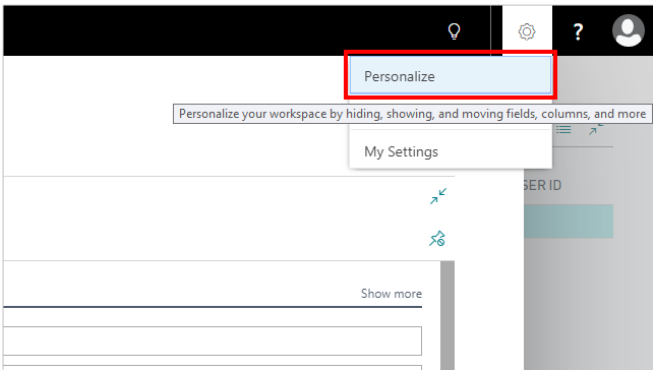 ?
Personalize
Personalize your workspace by hiding, showing, and moving fields, columns, and more
My Settings
SER ID
Show more